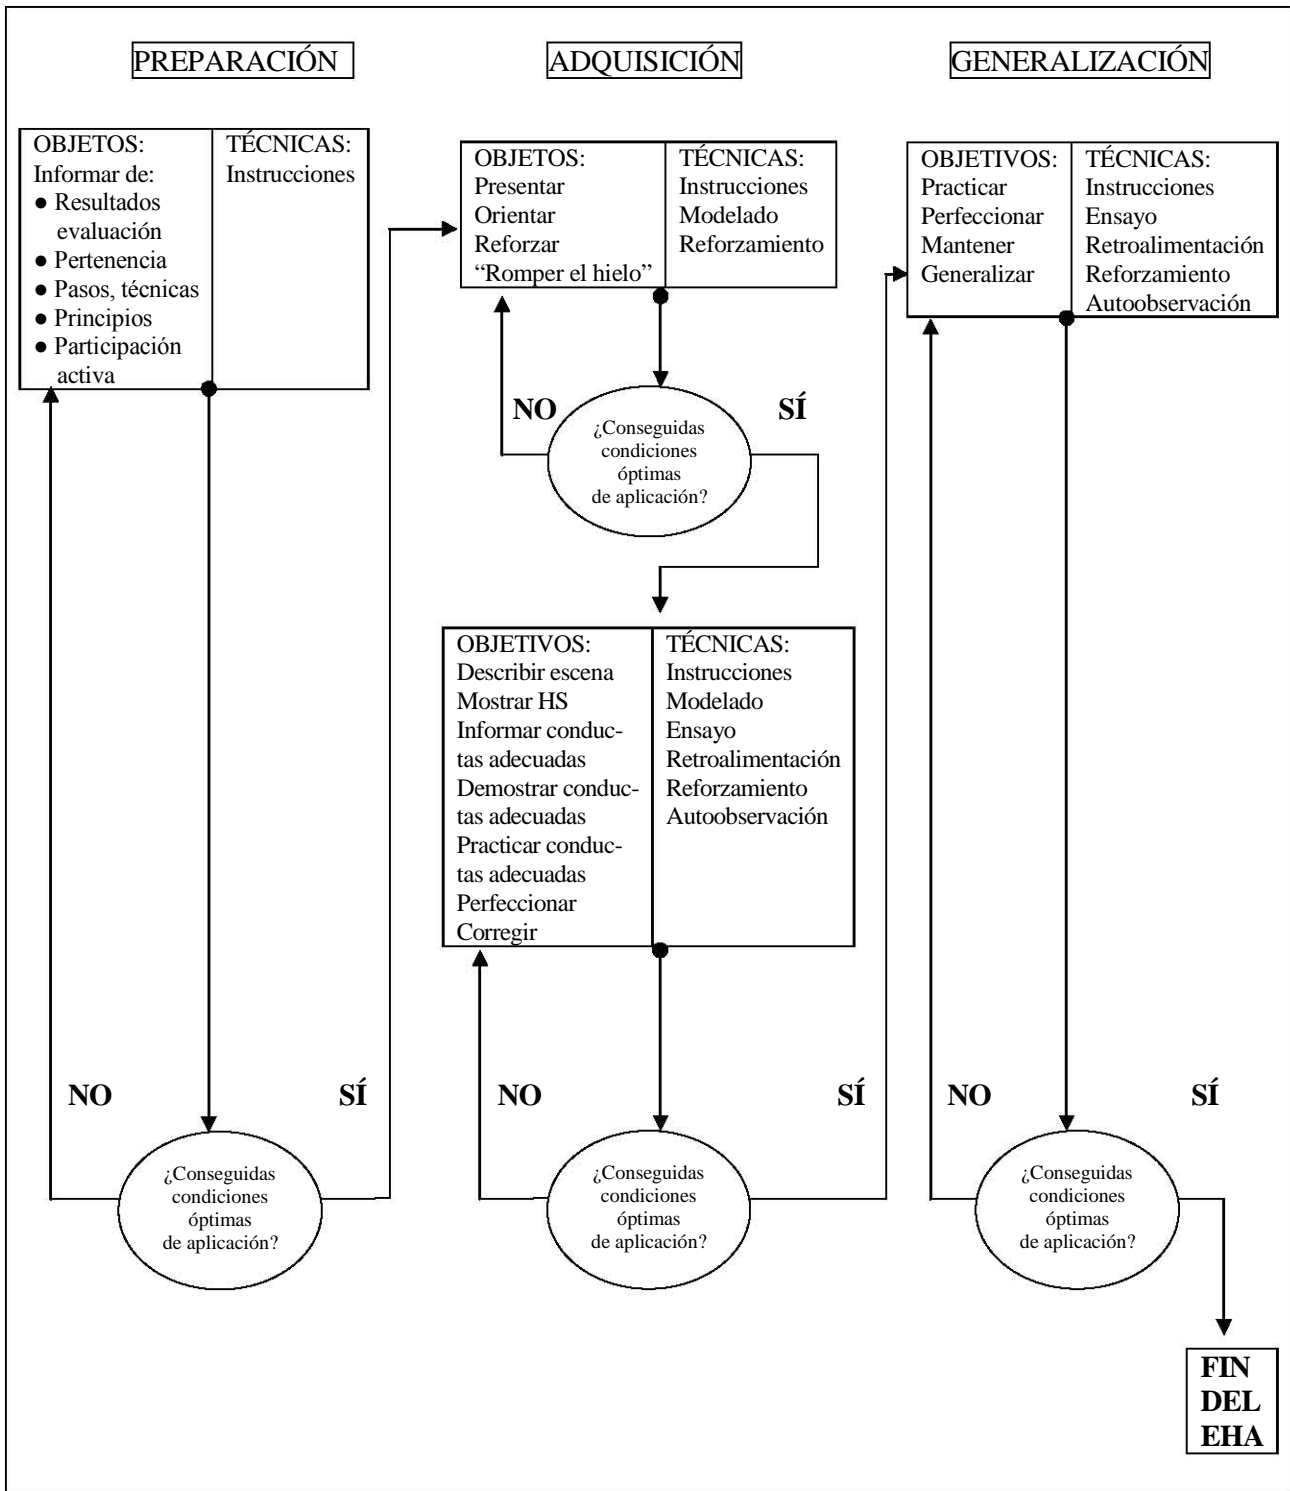 PREPARACIÓN
OBJETOS:
Informar de:
● Resultados
evaluación
● Pertenencia
● Pasos, técnicas
● Principios
● Participación
activa
TÉCNICAS:
Instrucciones
NO
SÍ
¿Conseguidas
condiciones
óptimas
de aplicación?
ADQUISICIÓN
OBJETOS:
Presentar
Orientar
Reforzar
“Romper el hielo”
TÉCNICAS:
Instrucciones
Modelado
Reforzamiento
NO
SÍ
¿Conseguidas
condiciones
óptimas
de aplicación?
OBJETIVOS:
Describir escena
Mostrar HS
Informar conduc-
tas adecuadas
Demostrar conduc-
tas adecuadas
Practicar conduc-
tas adecuadas
Perfeccionar
Corregir
TÉCNICAS:
Instrucciones
Modelado
Ensayo
Retroalimentación
Reforzamiento
Autoobservación
NO
SÍ
¿Conseguidas
condiciones
óptimas
de aplicación?
GENERALIZACIÓN
OBJETIVOS:
Practicar
Perfeccionar
Mantener
Generalizar
TÉCNICAS:
Instrucciones
Ensayo
Retroalimentación
Reforzamiento
Autoobservación
NO
SÍ
¿Conseguidas
condiciones
óptimas
de aplicación?
FIN
DEL
EHA